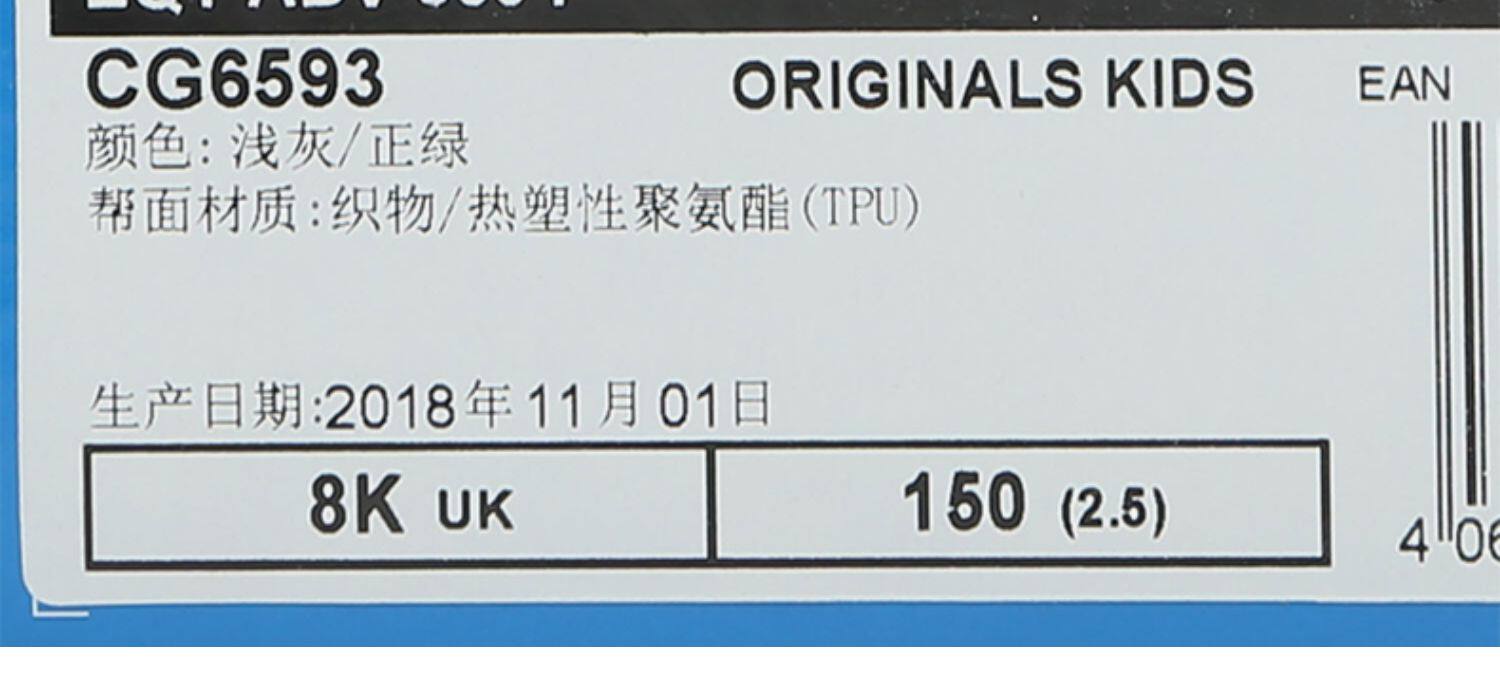 CG6593
ORIGINALS KIDS
EAN
颜色: 浅灰/正绿
帮面材质:织物/热塑性聚氨酯(TPU)
生产日期:2018年11月01日
8K UK
150 (2.5)
4 06